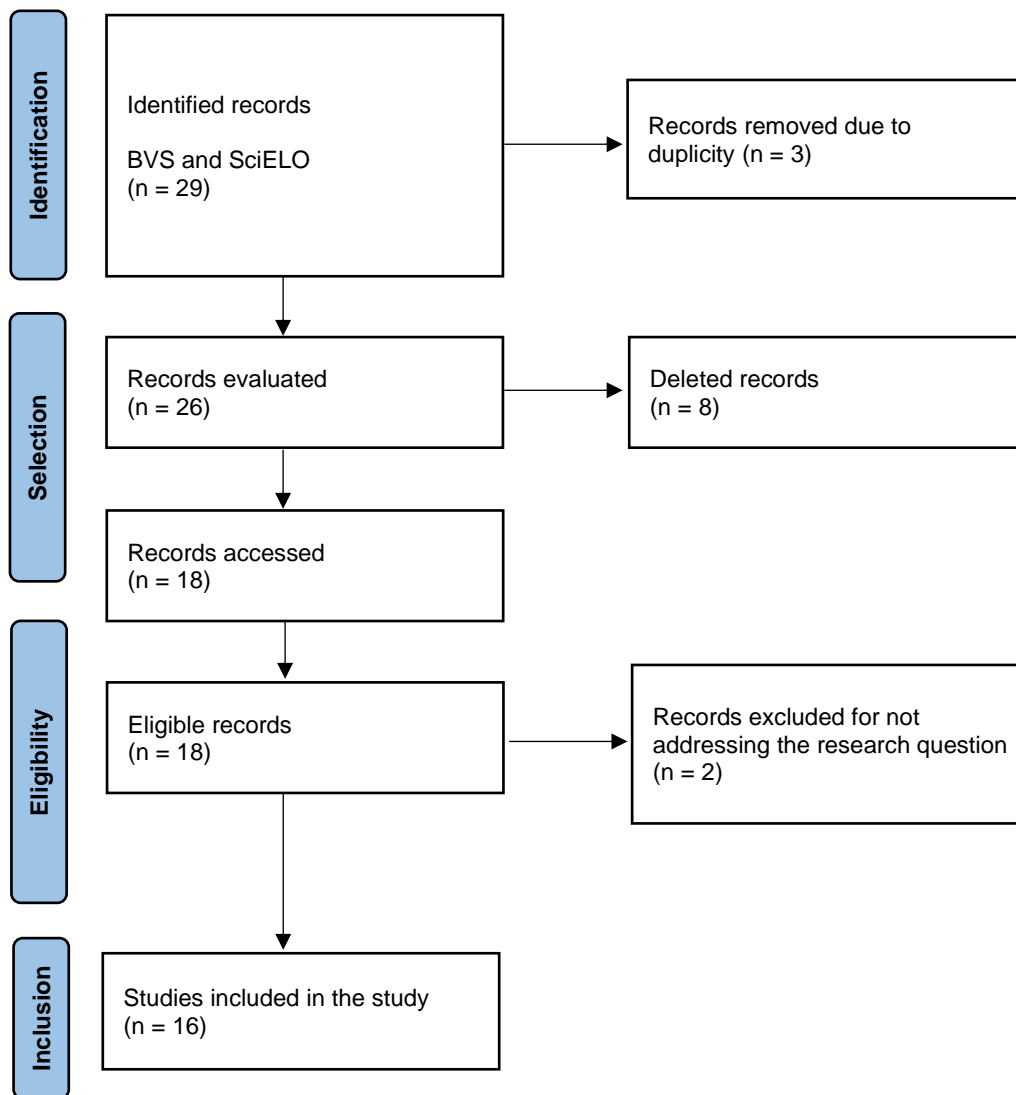 Identification
Identified records
BVS and SciELO
(n = 29)
Records removed due to
duplicity (n = 3)
Selection
Records evaluated
(n = 26)
Deleted records
(n = 8)
Records accessed
(n = 18)
Eligibility
Eligible records
(n = 18)
Records excluded for not
addressing the research question
(n = 2)
Inclusion
Studies included in the study
(n = 16)